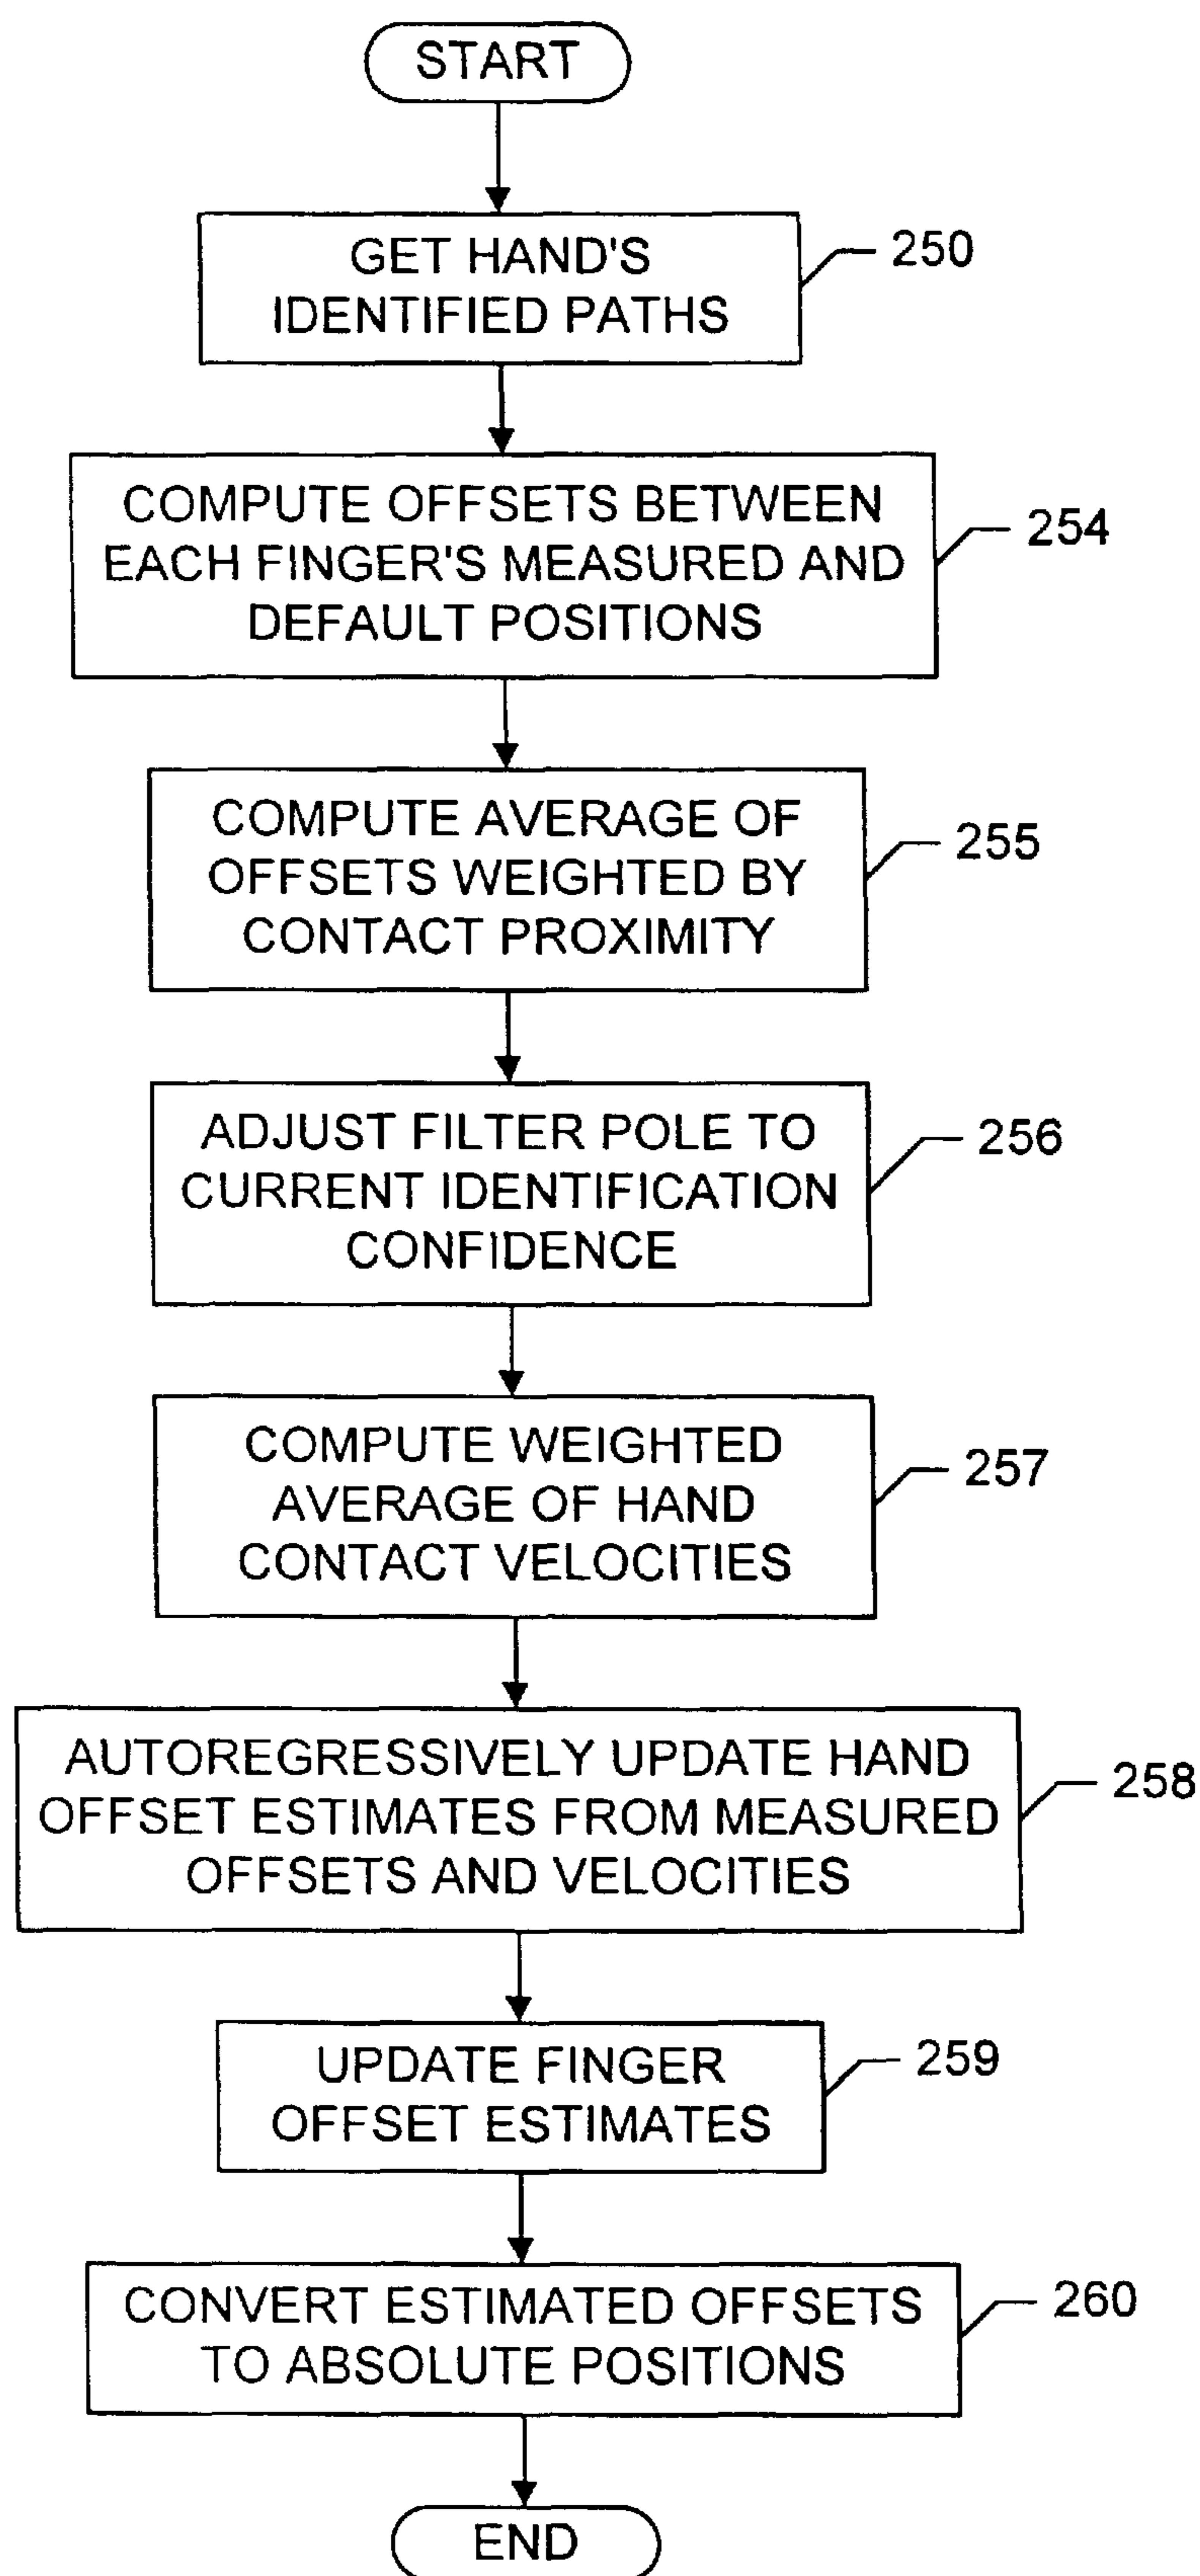 START
GET HAND'S
IDENTIFIED PATHS
250
COMPUTE OFFSETS BETWEEN
EACH FINGER'S MEASURED AND
DEFAULT POSITIONS
254
COMPUTE AVERAGE OF
OFFSETS WEIGHTED BY
CONTACT PROXIMITY
255
ADJUST FILTER POLE TO
CURRENT IDENTIFICATION
CONFIDENCE
256
COMPUTE WEIGHTED
AVERAGE OF HAND
CONTACT VELOCITIES
257
AUTOREGRESSIVELY UPDATE HAND
OFFSET ESTIMATES FROM MEASURED
OFFSETS AND VELOCITIES
258
UPDATE FINGER
OFFSET ESTIMATES
259
CONVERT ESTIMATED OFFSETS
TO ABSOLUTE POSITIONS
260
END